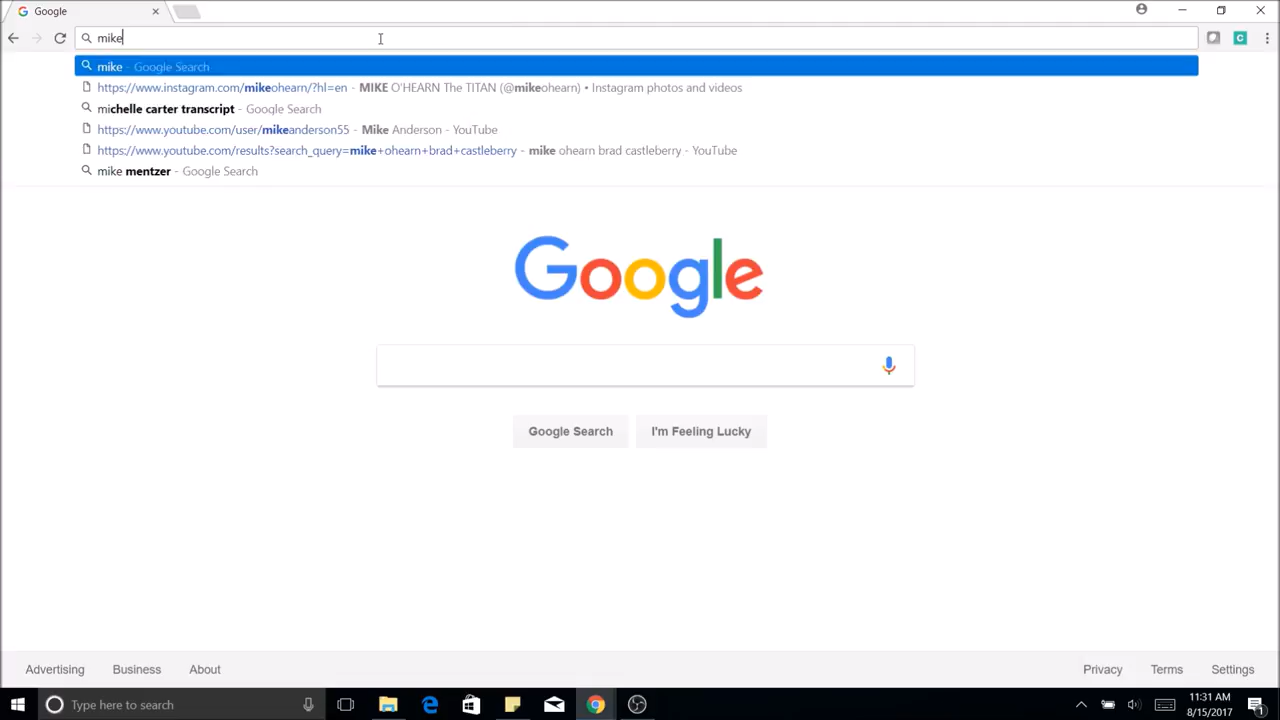 Google
mike
mike - Google Search
https://www.instagram.com/mikeohearn/?hl=en - MIKE O'HEARN The TITAN (@mikeohearn) • Instagram photos and videos
michelle carter transcript - Google Search
https://www.youtube.com/user/mikeanderson55 - Mike Anderson - YouTube
https://www.youtube.com/results?search_query=mike+ohearn+brad+castleberry - mike ohearn brad castleberry - YouTube
mike mentzer - Google Search
Google
Google Search I'm Feeling Lucky
Advertising Business About Privacy Terms Settings
Type here to search
11:31 AM
8/15/2017
1